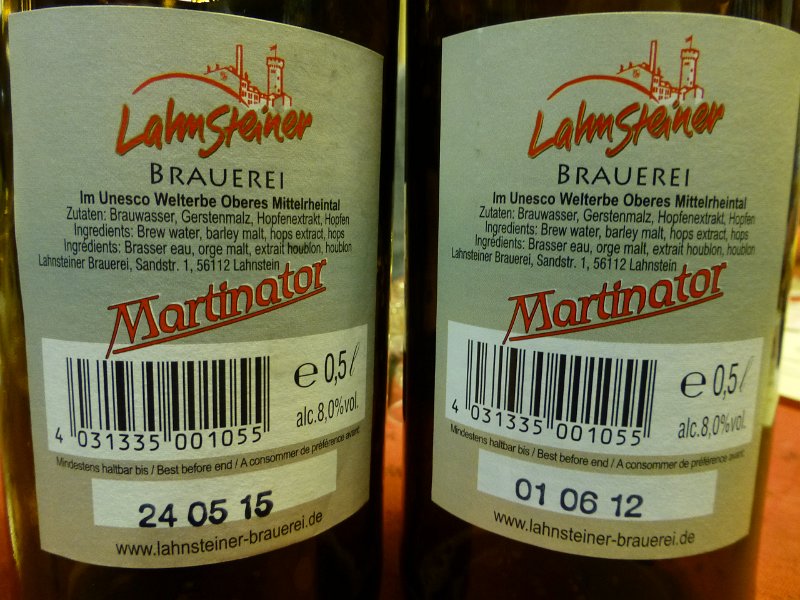 LahnSteiner
BRAUEREI
Im Unesco Welterbe Oberes Mittelrheintal
Zutaten: Brauwasser, Gerstenmalz, Hopfenextrakt, Hopfen
Ingredients: Brew water, barley malt, hops extract, hops
Ingrédients: Brasser eau, orge malt, extrait houblon, houblon
Lahnsteiner Brauerei, Sandstr. 1, 56112 Lahnstein
Martinator
e 0,5 l
alc.8,0%vol.
4 031335 001055
Mindestens haltbar bis / Best before end / A consommer de préférence avant:
24 05 15
www.lahnsteiner-brauerei.de
LahnSteiner
BRAUEREI
Im Unesco Welterbe Oberes Mittelrheintal
Zutaten: Brauwasser, Gerstenmalz, Hopfenextrakt, Hopfen
Ingredients: Brew water, barley malt, hops extract, hops
Ingrédients: Brasser eau, orge malt, extrait houblon, houblon
Lahnsteiner Brauerei, Sandstr. 1, 56112 Lahnstein
Martinator
e 0,5 l
alc.8,0%vol.
4 031335 001055
Mindestens haltbar bis / Best before end / A consommer de préférence avant:
01 06 12
www.lahnsteiner-brauerei.de